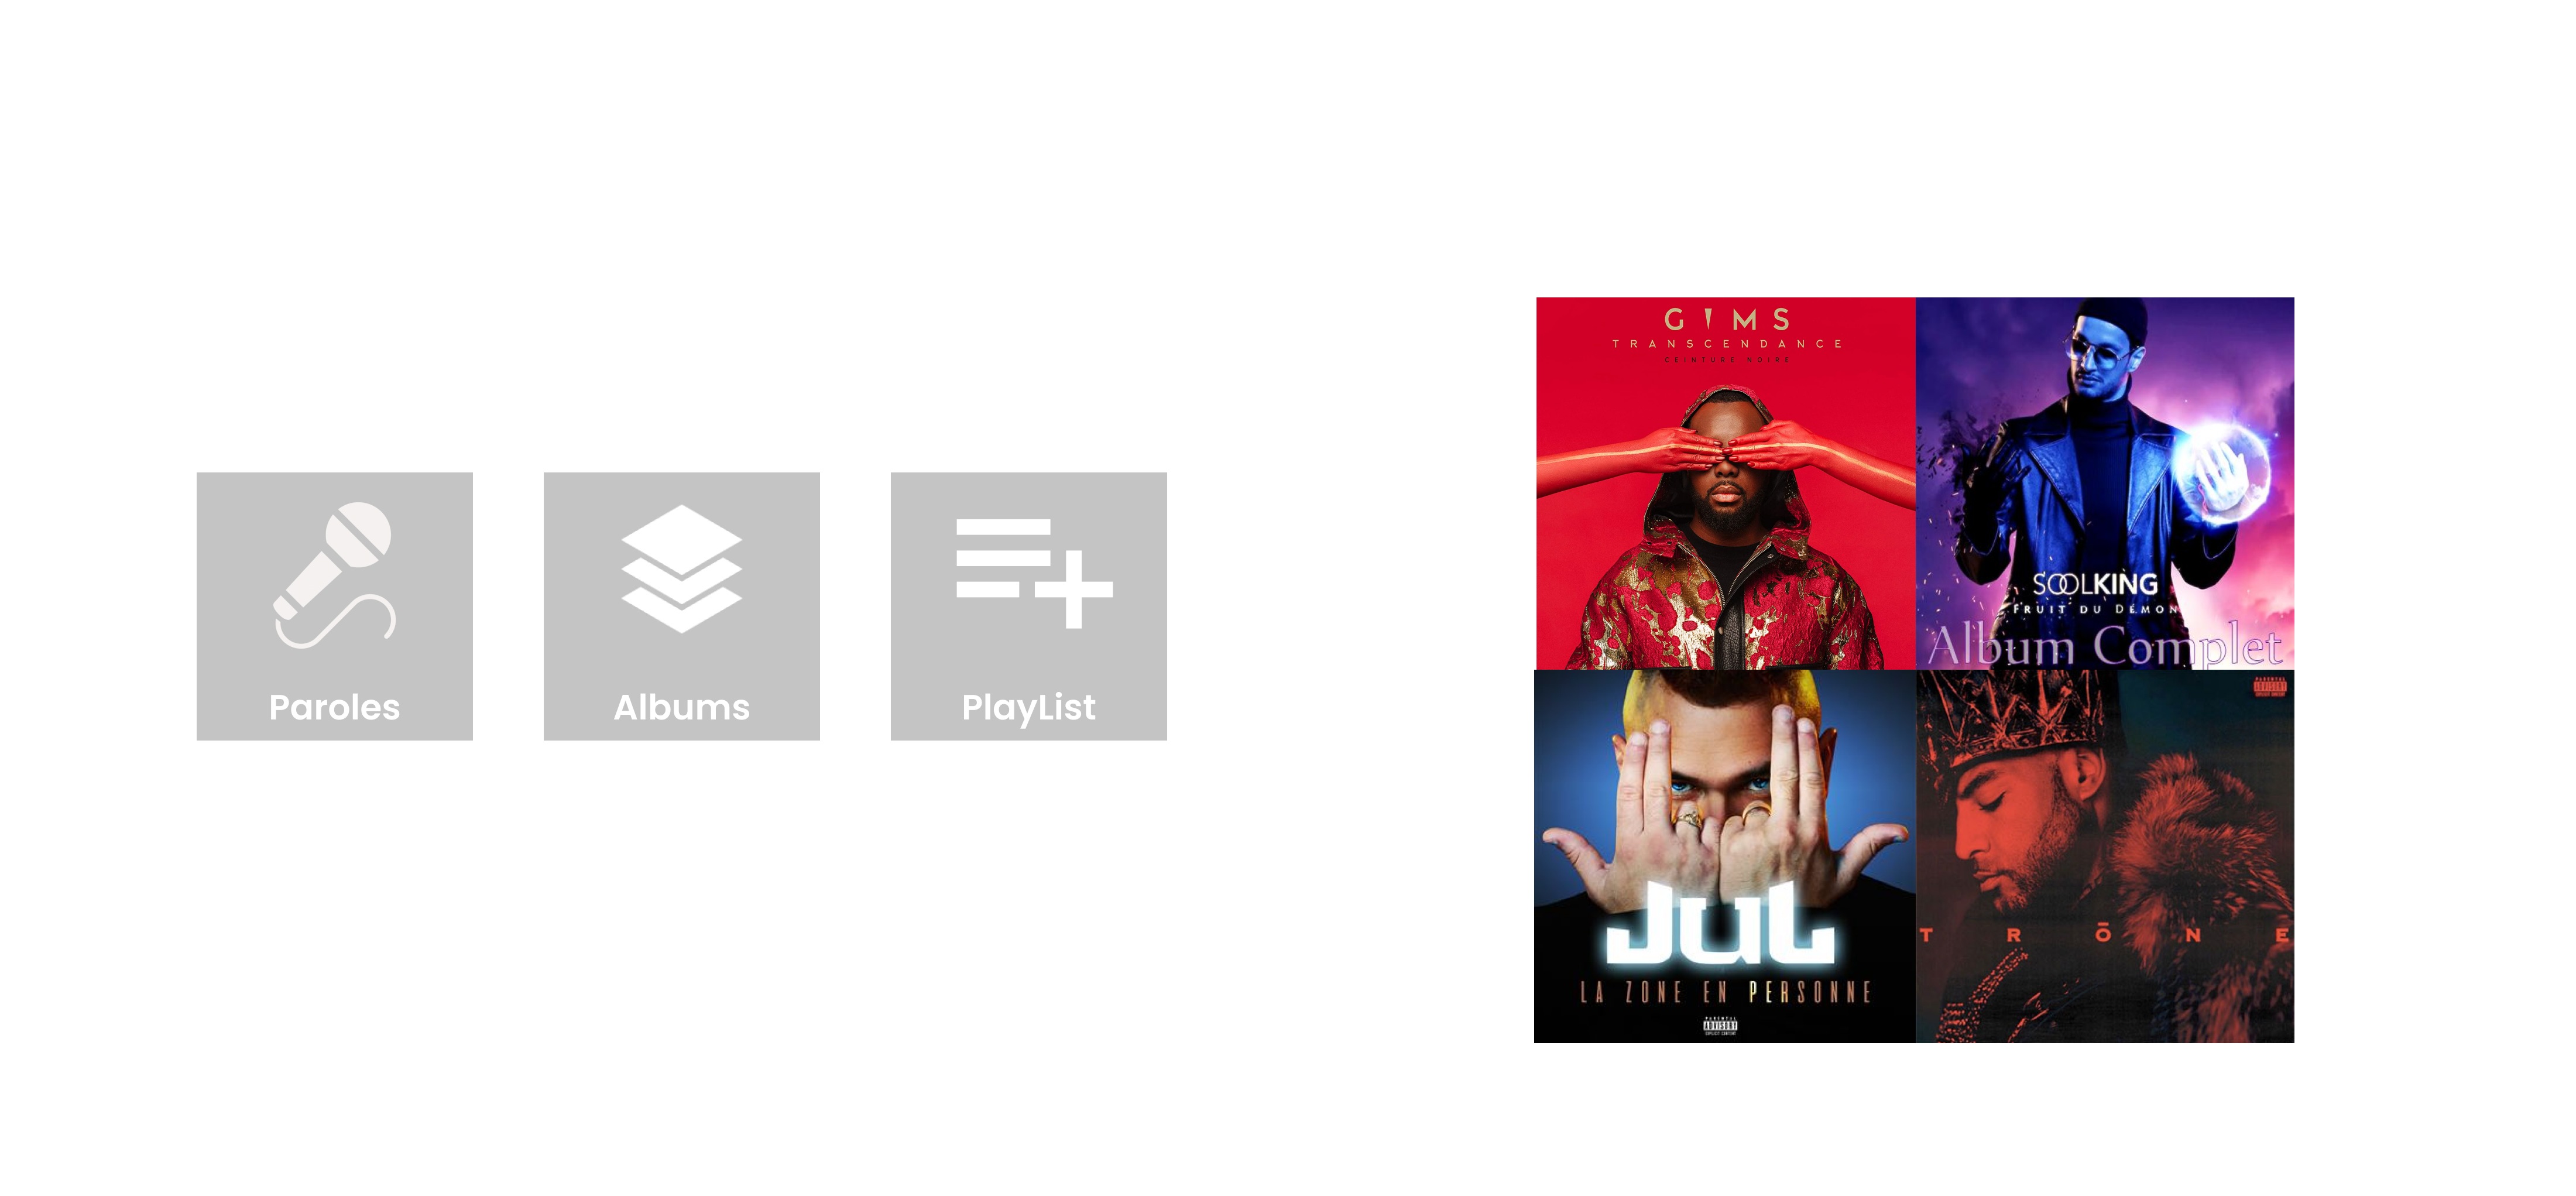 Paroles
Albums
PlayList
GIMS
TRANSCENDANCE
CEINTURE NOIRE
SOOLKING
FRUIT DU DÉMON
Album Complet
JuL
LA ZONE EN PERSONNE
PARENTAL
ADVISORY
EXPLICIT CONTENT
PARENTAL
ADVISORY
EXPLICIT CONTENT
TRŌNE